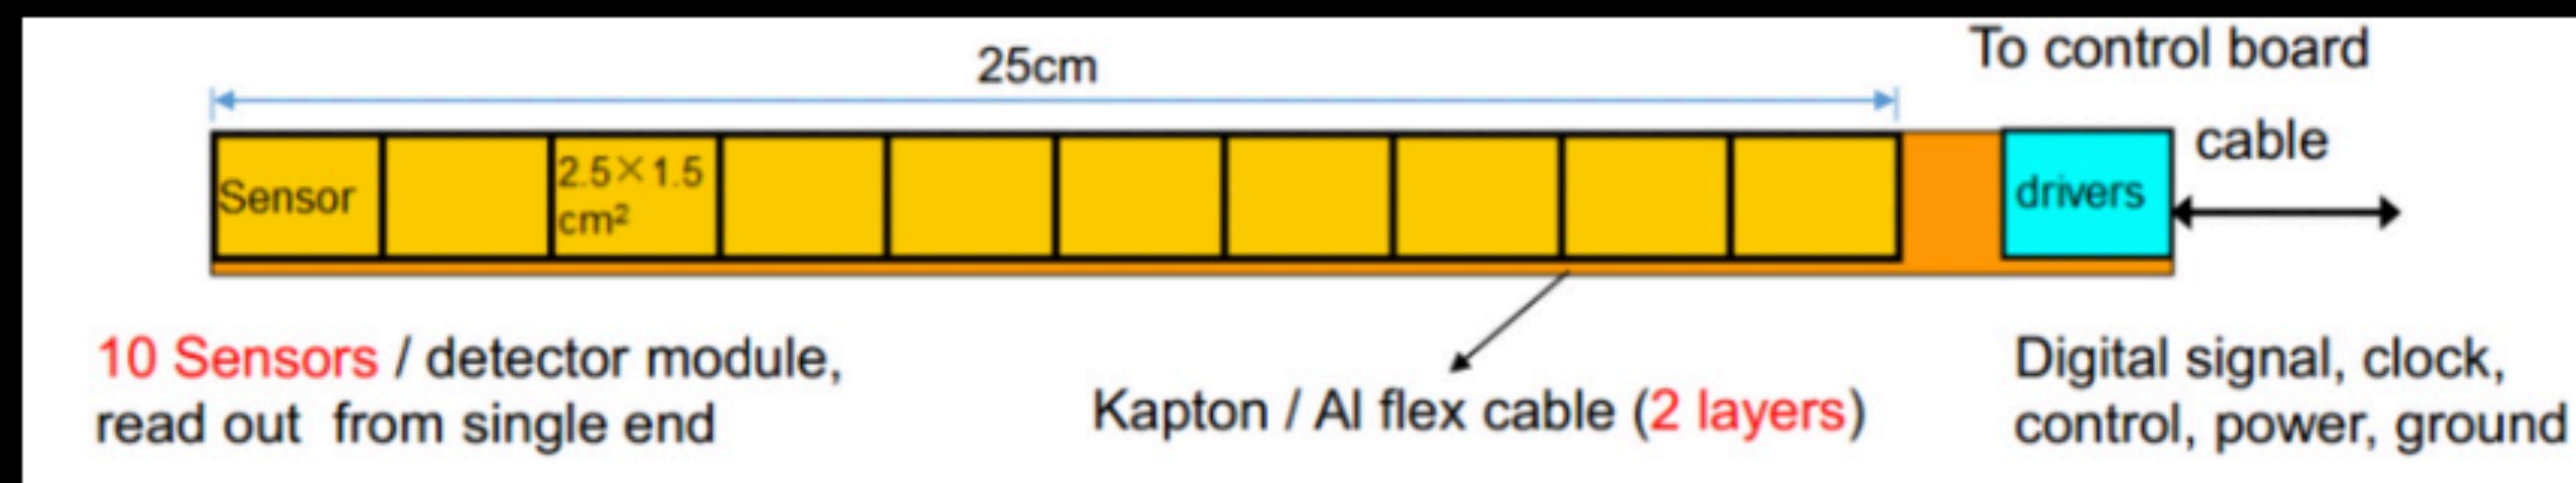 25cm
To control board
cable
Sensor
2.5×1.5
cm²
drivers
10 Sensors / detector module,
read out from single end
Kapton / Al flex cable (2 layers)
Digital signal, clock,
control, power, ground